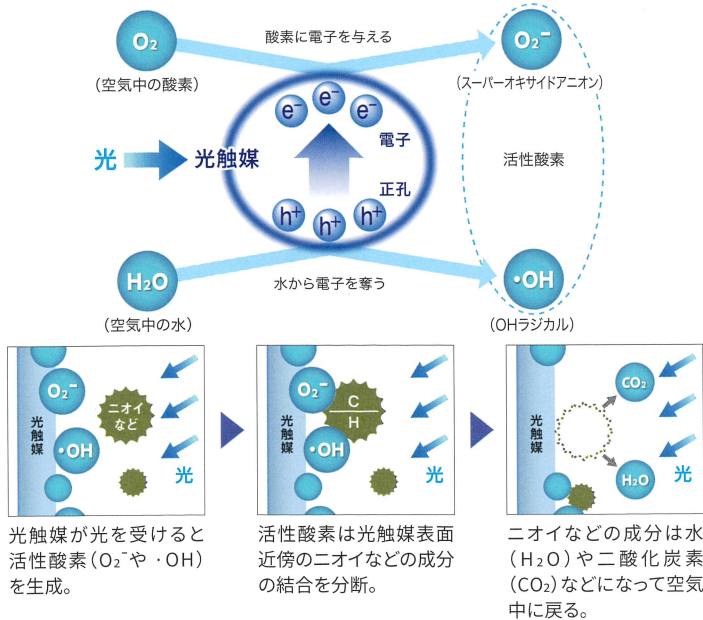 O₂
酸素に電子を与える
O₂⁻
(空気中の酸素)
(スーパーオキサイドアニオン)
e⁻
e⁻
e⁻
電子
光
光触媒
活性酸素
正孔
h⁺
h⁺
h⁺
H₂O
水から電子を奪う
・OH
(空気中の水)
(OHラジカル)
O₂⁻
ニオイ
など
光触媒
・OH
光
O₂⁻
C
H
光触媒
・OH
光
CO₂
光触媒
H₂O
光
光触媒が光を受けると
活性酸素(O₂⁻や ・OH)
を生成。
活性酸素は光触媒表面
近傍のニオイなどの成分
の結合を分断。
ニオイなどの成分は水
(H₂O)や二酸化炭素
(CO₂)などになって空気
中に戻る。